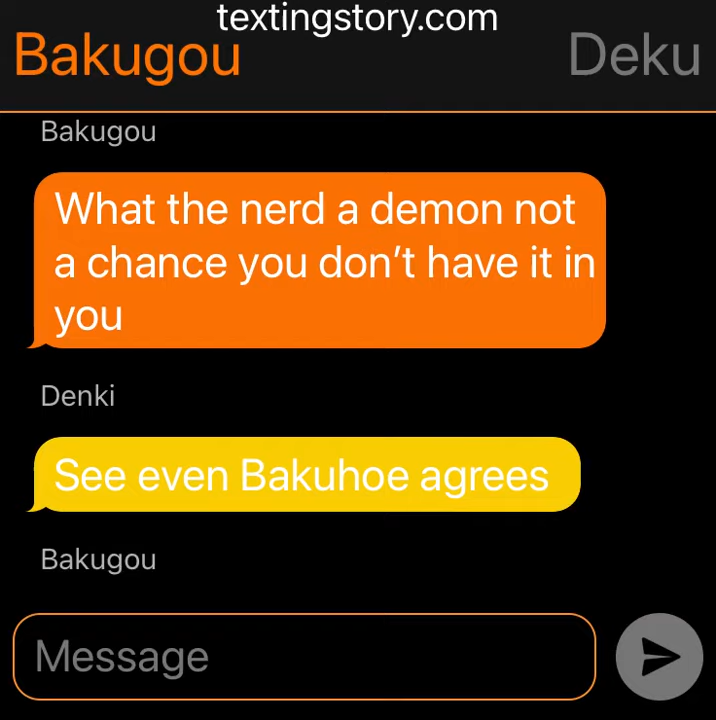 textingstory.com
Bakugou Deku
Bakugou
What the nerd a demon not
a chance you don’t have it in
you
Denki
See even Bakuhoe agrees
Bakugou
Message